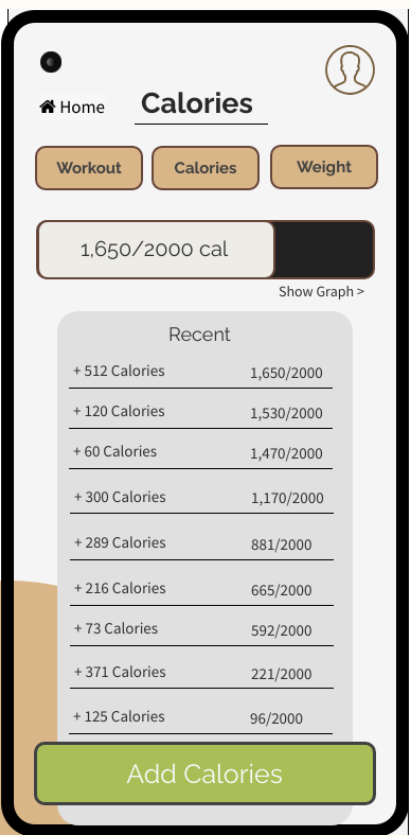 Home
Calories
Workout
Calories
Weight
1,650/2000 cal
Show Graph >
Recent
+ 512 Calories 1,650/2000
+ 120 Calories 1,530/2000
+ 60 Calories 1,470/2000
+ 300 Calories 1,170/2000
+ 289 Calories 881/2000
+ 216 Calories 665/2000
+ 73 Calories 592/2000
+ 371 Calories 221/2000
+ 125 Calories 96/2000
Add Calories